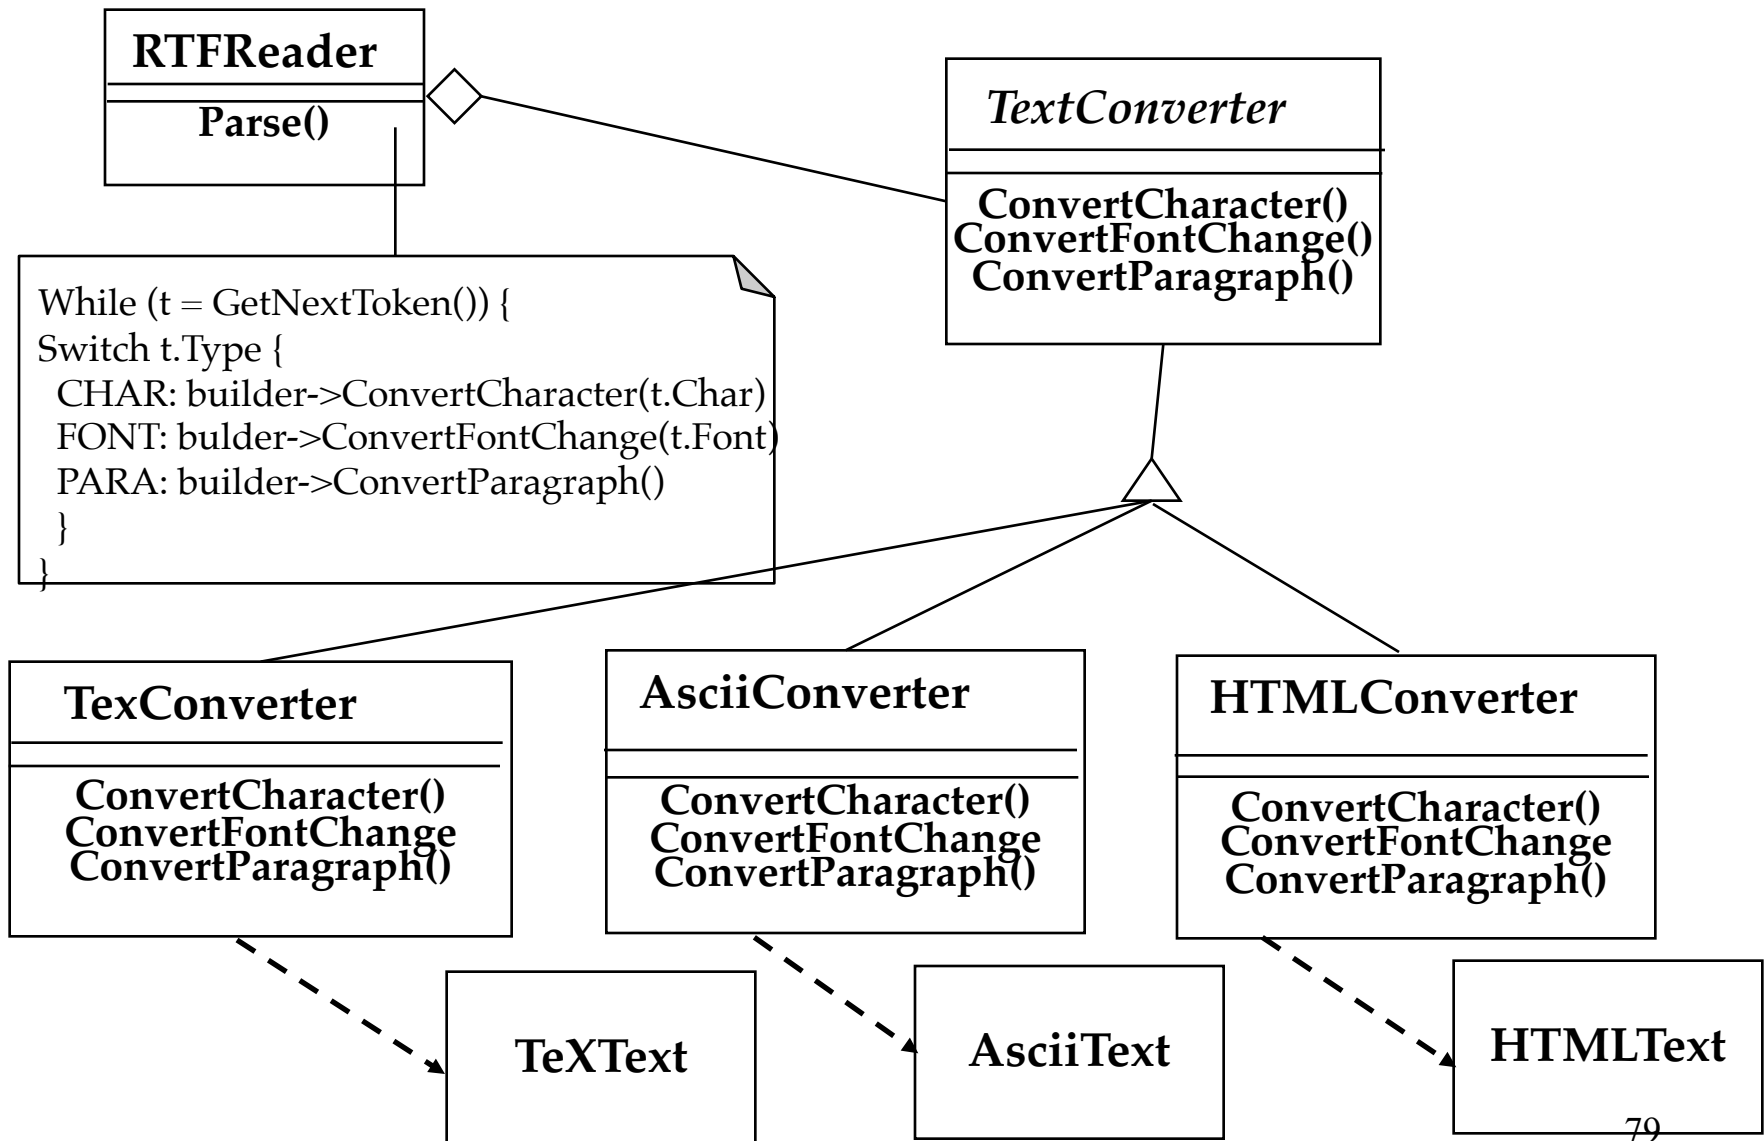 RTFReader
Parse()
TextConverter
ConvertCharacter()
ConvertFontChange()
ConvertParagraph()
While (t = GetNextToken()) {
Switch t.Type {
CHAR: builder->ConvertCharacter(t.Char)
FONT: bulder->ConvertFontChange(t.Font)
PARA: builder->ConvertParagraph()
}
}
TexConverter
ConvertCharacter()
ConvertFontChange
ConvertParagraph()
AsciiConverter
ConvertCharacter()
ConvertFontChange
ConvertParagraph()
HTMLConverter
ConvertCharacter()
ConvertFontChange
ConvertParagraph()
TeXText
AsciiText
HTMLText
79